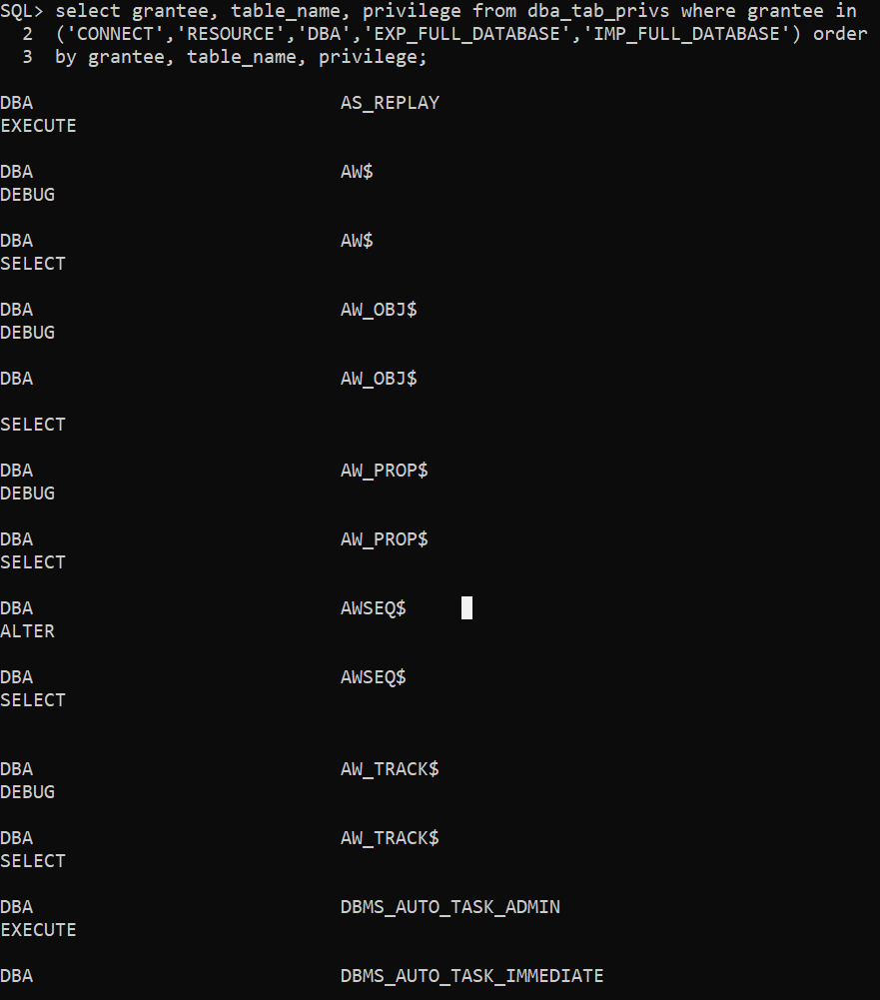 SQL> select grantee, table_name, privilege from dba_tab_privs where grantee in
2 ('CONNECT','RESOURCE','DBA','EXP_FULL_DATABASE','IMP_FULL_DATABASE') order
3 by grantee, table_name, privilege;
DBA AS_REPLAY
EXECUTE
DBA AW$
DEBUG
DBA AW$
SELECT
DBA AW_OBJ$
DEBUG
DBA AW_OBJ$
SELECT
DBA AW_PROP$
DEBUG
DBA AW_PROP$
SELECT
DBA AWSEQ$
ALTER
DBA AWSEQ$
SELECT
DBA AW_TRACK$
DEBUG
DBA AW_TRACK$
SELECT
DBA DBMS_AUTO_TASK_ADMIN
EXECUTE
DBA DBMS_AUTO_TASK_IMMEDIATE